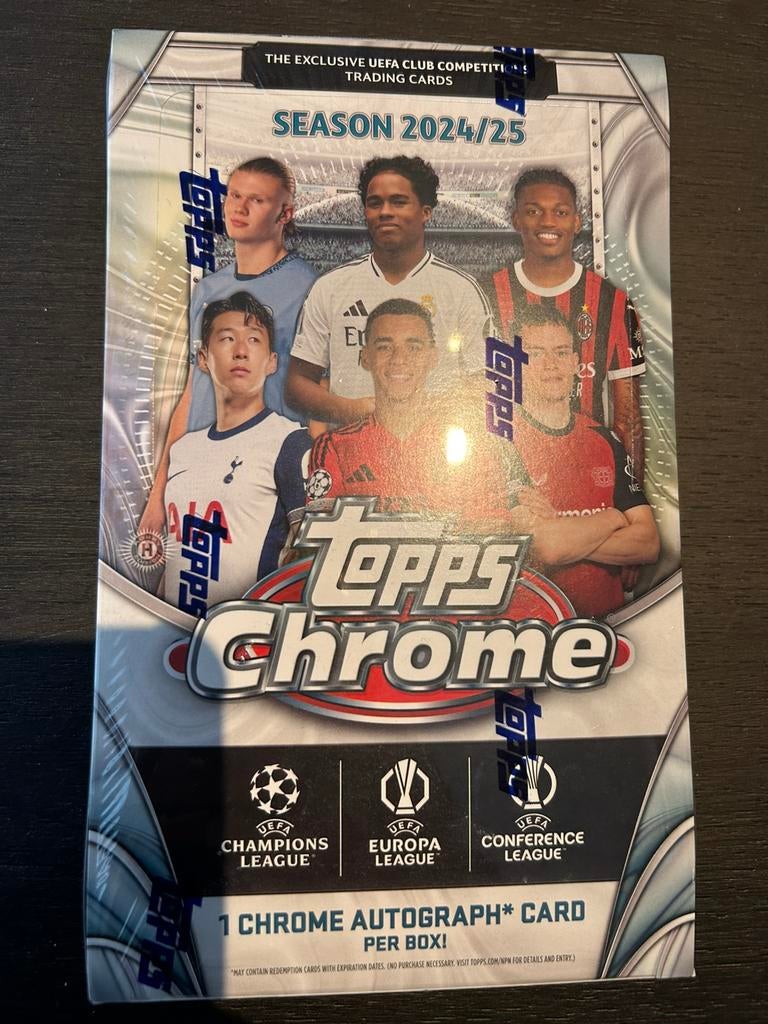 THE EXCLUSIVE UEFA CLUB COMPETITIONS
TRADING CARDS
SEASON 2024/25
topps
topps
topps
topps
topps
topps
H
topps
Chrome
UEFA
CHAMPIONS
LEAGUE
UEFA
EUROPA
LEAGUE
UEFA
CONFERENCE
LEAGUE
1 CHROME AUTOGRAPH* CARD
PER BOX!
*MAY CONTAIN REDEMPTION CARDS WITH EXPIRATION DATES. (NO PURCHASE NECESSARY. VISIT TOPPS.COM/NPN FOR DETAILS AND ENTRY.)